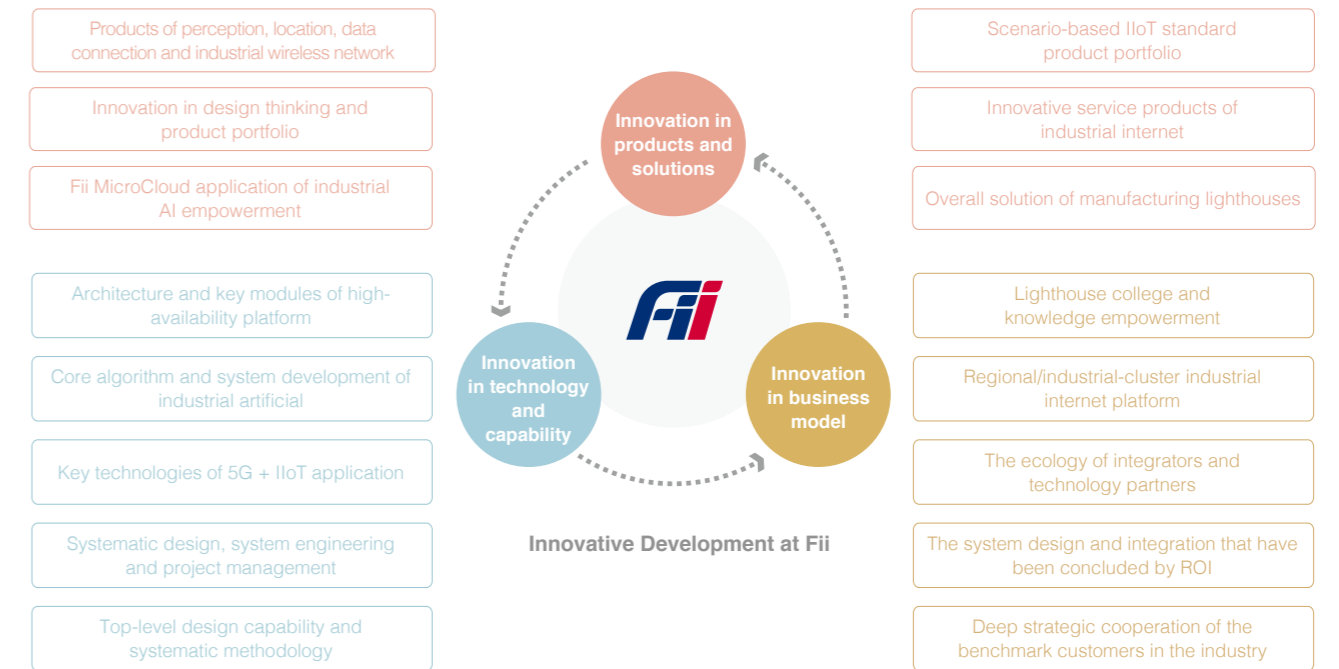 Products of perception, location, data
connection and industrial wireless network
Innovation in design thinking and
product portfolio
Fii MicroCloud application of industrial
AI empowerment
Architecture and key modules of high-
availability platform
Core algorithm and system development of
industrial artificial
Key technologies of 5G + IIoT application
Systematic design, system engineering
and project management
Top-level design capability and
systematic methodology
Innovation in
products and
solutions
Fii
Innovation
in technology
and
capability
Innovation
in business
model
Innovative Development at Fii
Scenario-based IIoT standard
product portfolio
Innovative service products of
industrial internet
Overall solution of manufacturing lighthouses
Lighthouse college and
knowledge empowerment
Regional/industrial-cluster industrial
internet platform
The ecology of integrators and
technology partners
The system design and integration that have
been concluded by ROI
Deep strategic cooperation of the
benchmark customers in the industry